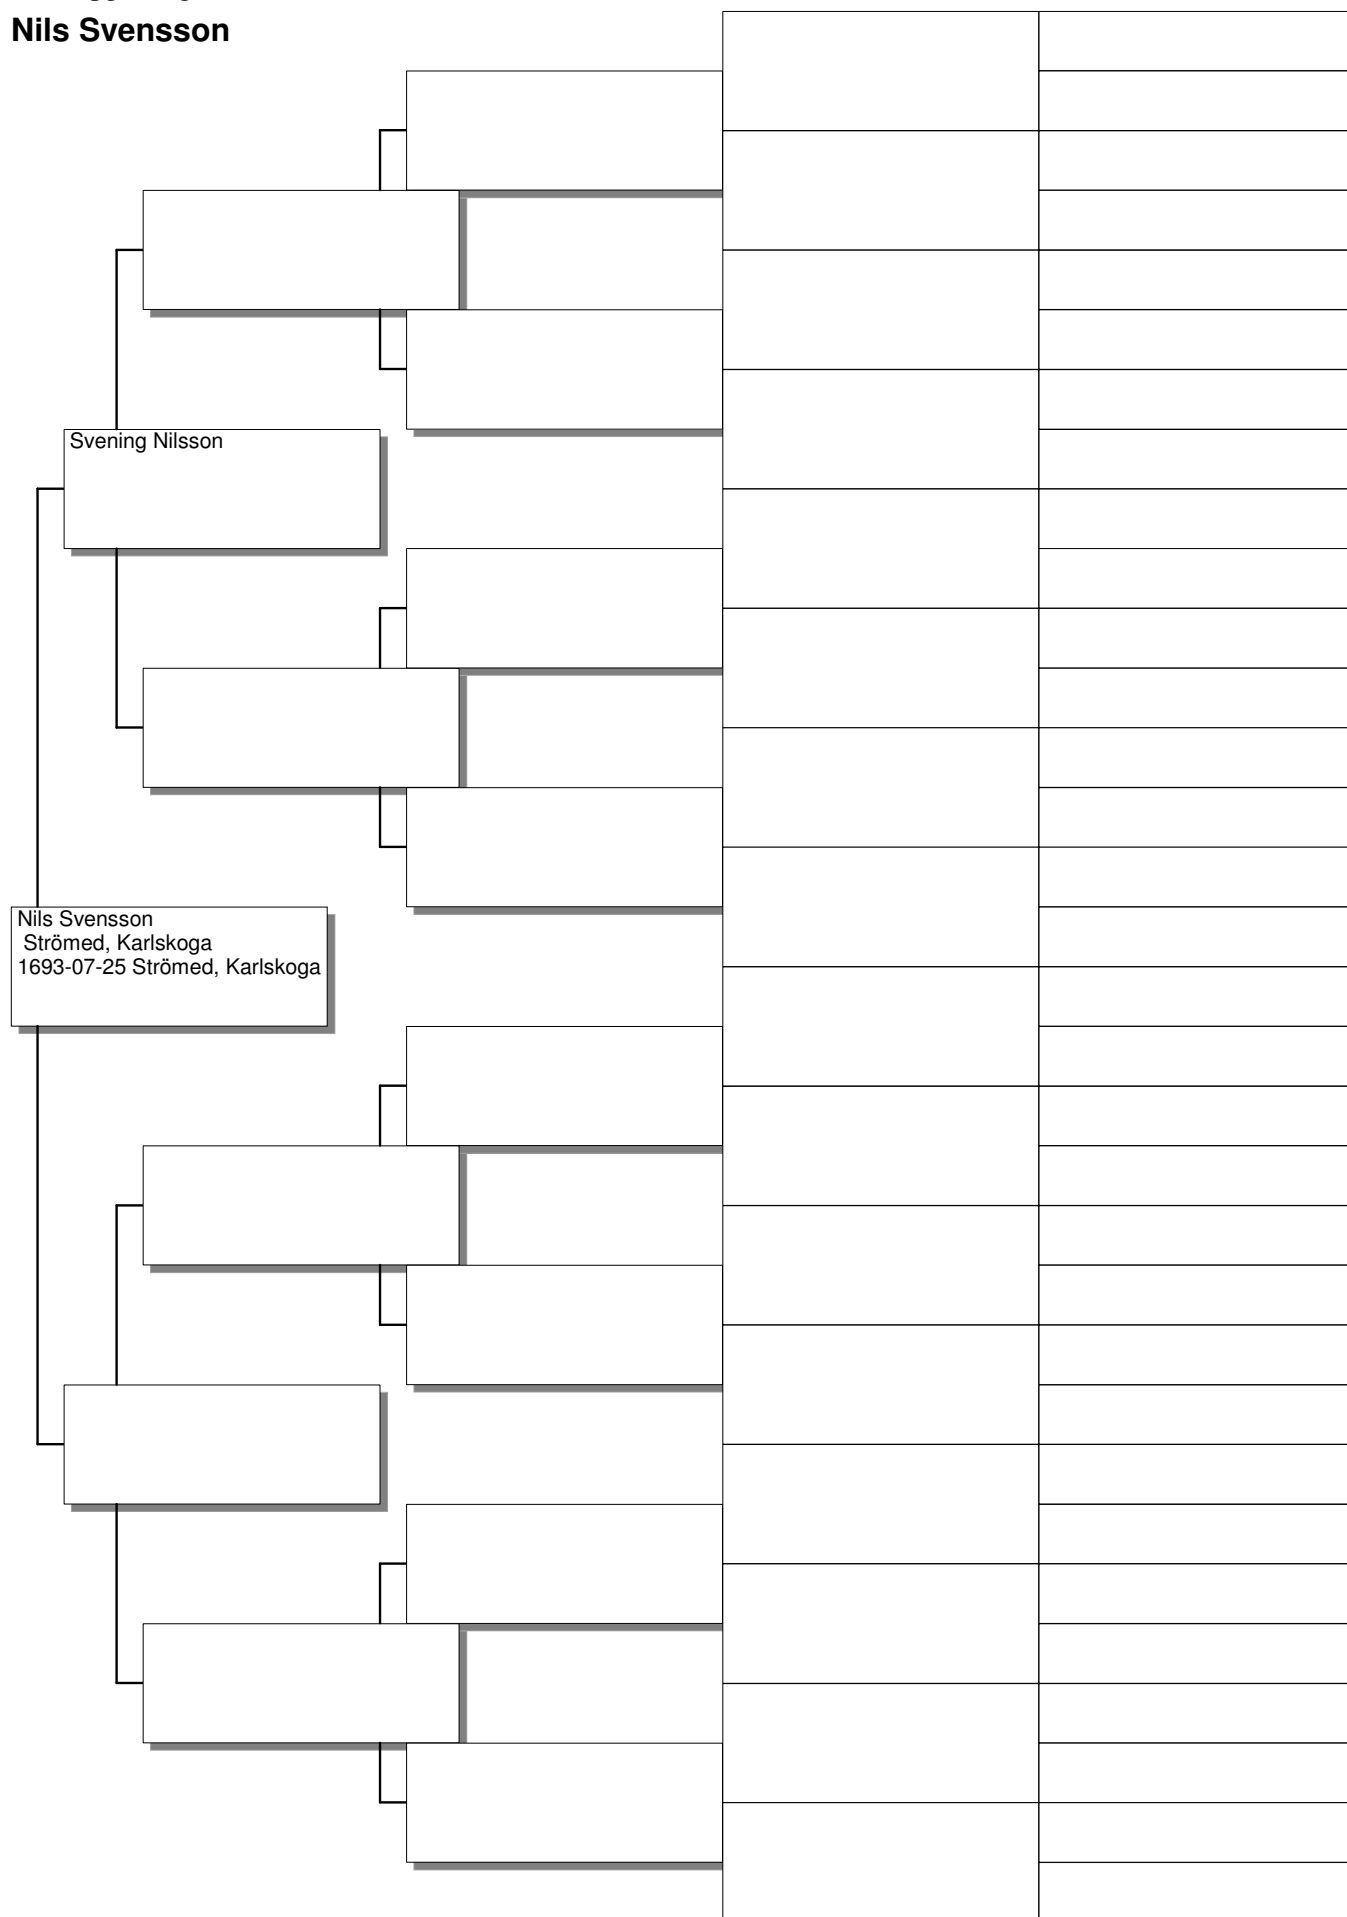 Nils Svensson
Svening Nilsson
Nils Svensson
Strömed, Karlskoga
1693-07-25 Strömed, Karlskoga